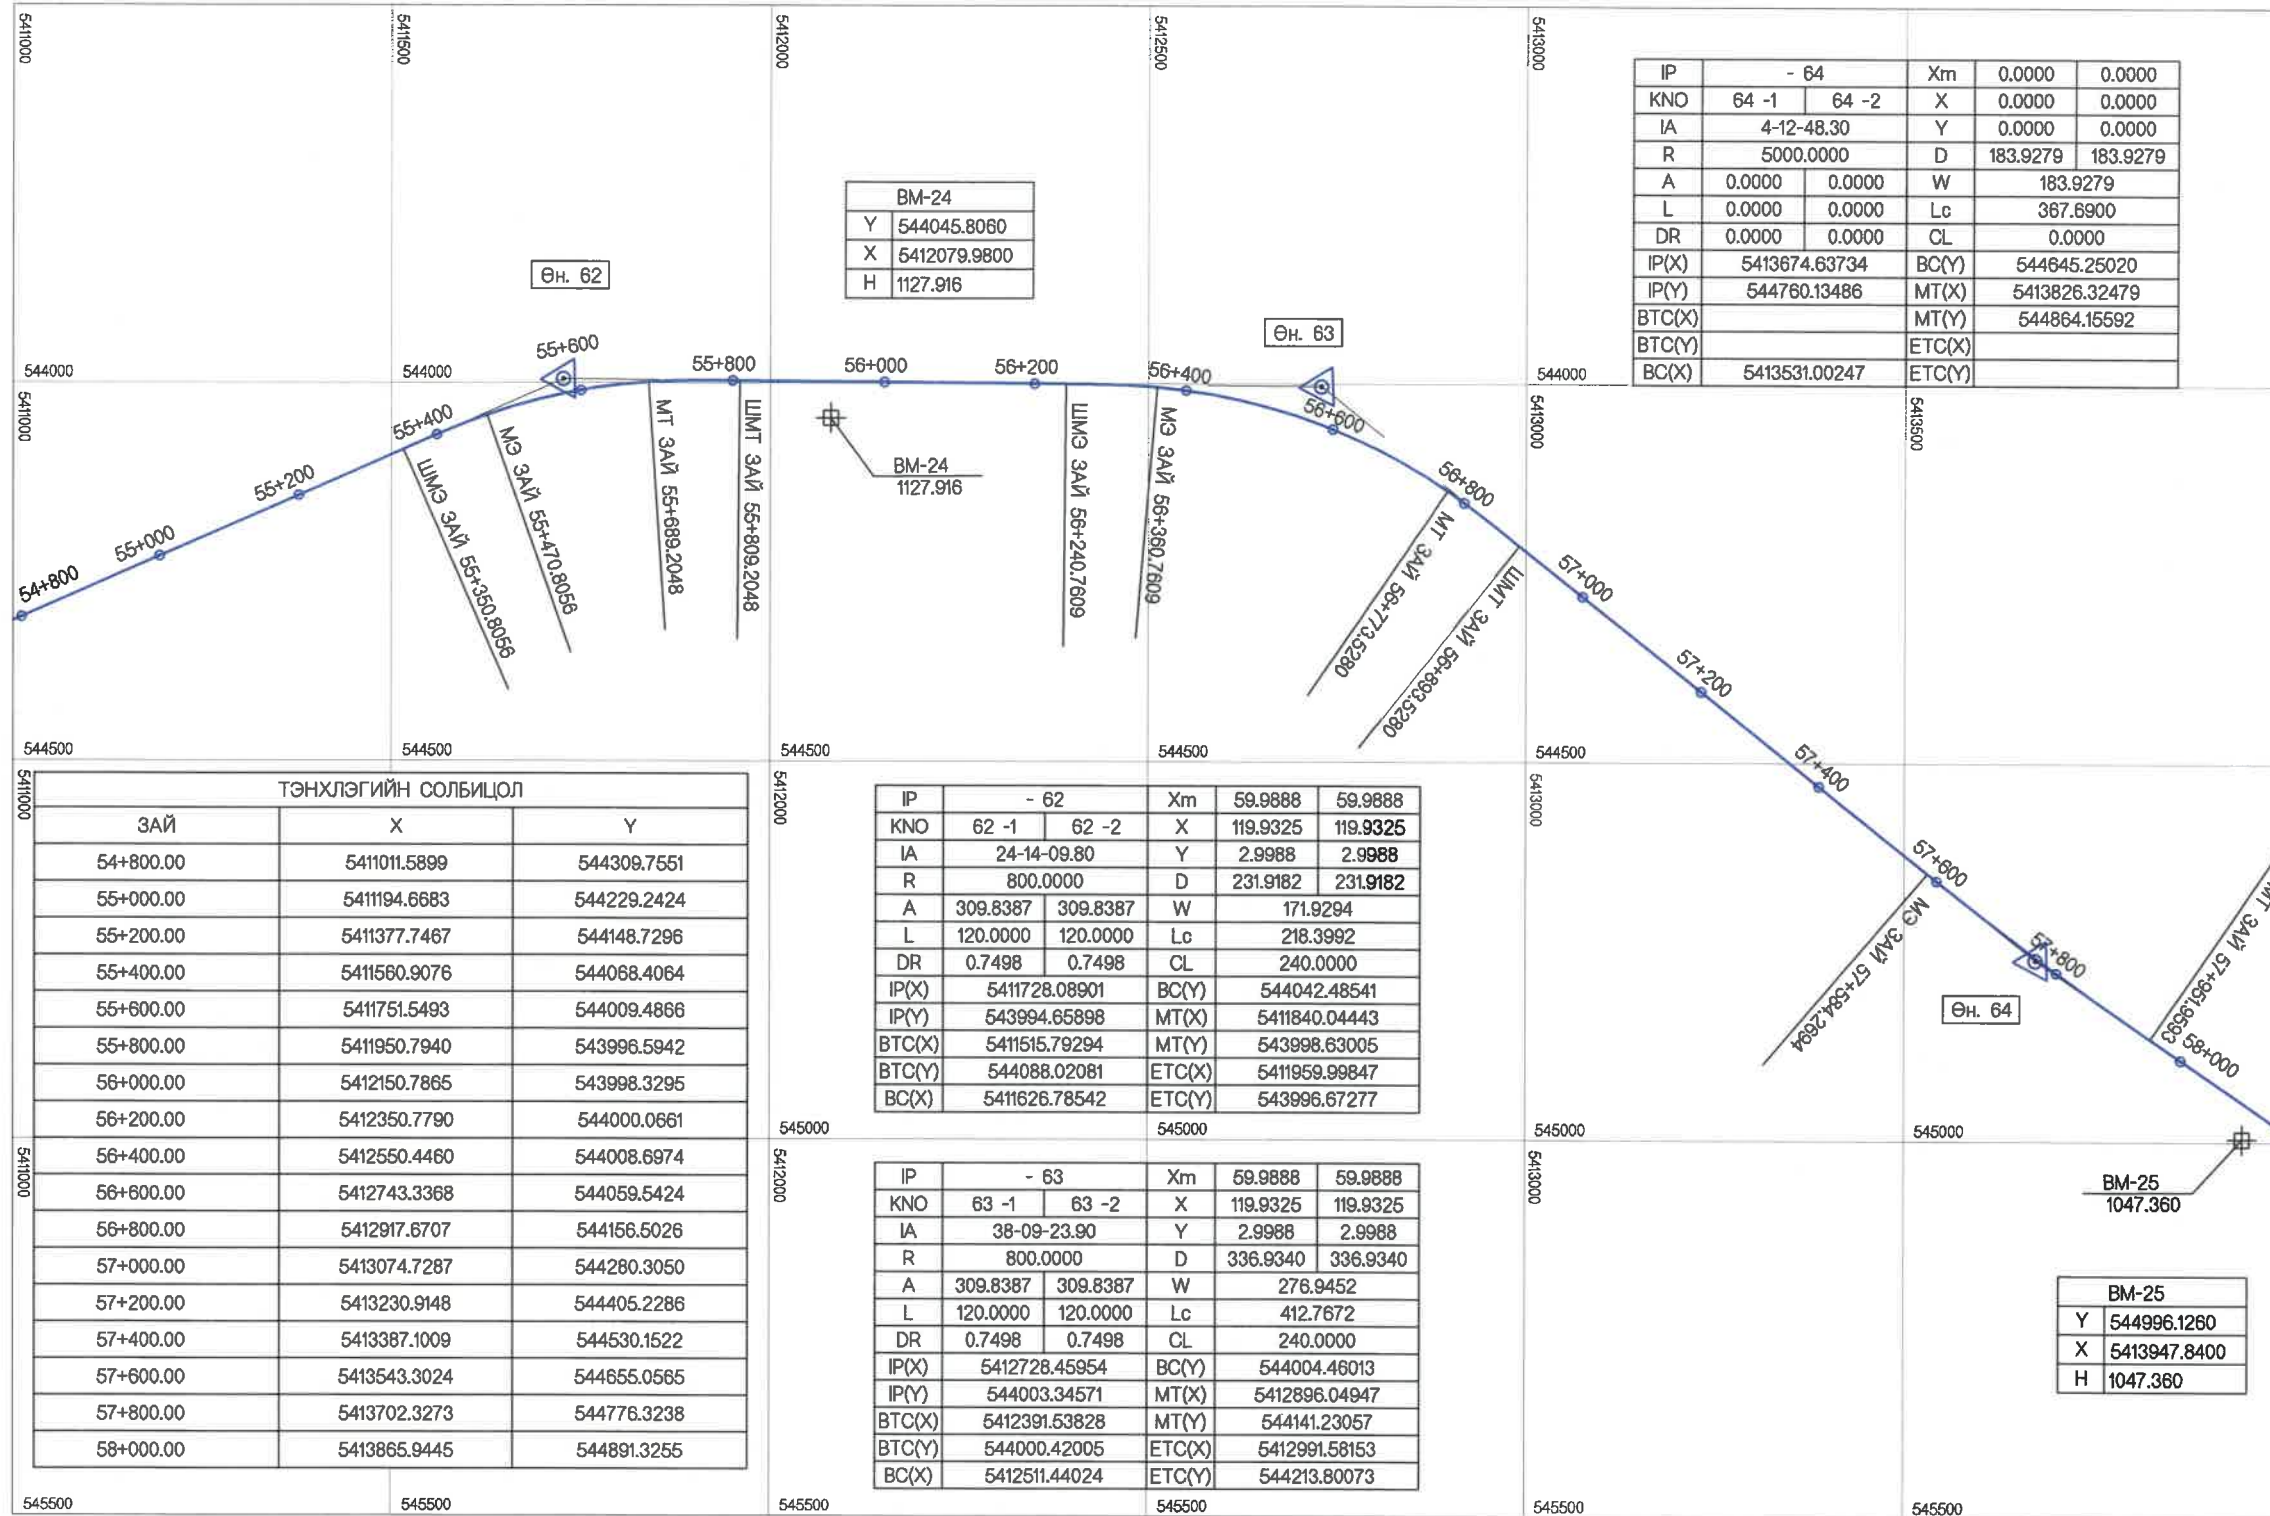 5411000 5411500 5412000 5412500 5413000
IP - 64 Xm 0.0000 0.0000
KNO 64 -1 64 -2 X 0.0000 0.0000
IA 4-12-48.30 Y 0.0000 0.0000
R 5000.0000 D 183.9279 183.9279
A 0.0000 0.0000 W 183.9279
L 0.0000 0.0000 Lc 367.6900
DR 0.0000 0.0000 CL 0.0000
IP(X) 5413674.63734 BC(Y) 544645.25020
IP(Y) 544760.13486 MT(X) 5413826.32479
BTC(X) MT(Y) 544864.15592
BTC(Y) ETC(X)
BC(X) 5413531.00247 ETC(Y)
BM-24
Y 544045.8060
X 5412079.9800
H 1127.916
Өн. 62
Өн. 63
544000 544000 544000
5411000 5413000 5413500
54+800
55+000
55+200
55+400
55+600
55+800
56+000
56+200
56+400
56+600
56+800
57+000
57+200
57+400
57+600
57+800
58+000
ШМЭ ЗАЙ 55+350.8056
МЭ ЗАЙ 55+470.8056
МТ ЗАЙ 55+689.2048
ШМТ ЗАЙ 55+809.2048
BM-24
1127.916
ШМЭ ЗАЙ 56+240.7609
МЭ ЗАЙ 56+360.7609
МТ ЗАЙ 56+773.5280
ШМТ ЗАЙ 56+893.5280
МЭ ЗАЙ 57+584.2694
МТ ЗАЙ 57+951.9593
Өн. 64
544500 544500 544500 544500 544500
5411000 5412000 5413000
ТЭНХЛЭГИЙН СОЛБИЦОЛ
ЗАЙ X Y
54+800.00 5411011.5899 544309.7551
55+000.00 5411194.6683 544229.2424
55+200.00 5411377.7467 544148.7296
55+400.00 5411560.9076 544068.4064
55+600.00 5411751.5493 544009.4866
55+800.00 5411950.7940 543996.5942
56+000.00 5412150.7865 543998.3295
56+200.00 5412350.7790 544000.0661
56+400.00 5412550.4460 544008.6974
56+600.00 5412743.3368 544059.5424
56+800.00 5412917.6707 544156.5026
57+000.00 5413074.7287 544280.3050
57+200.00 5413230.9148 544405.2286
57+400.00 5413387.1009 544530.1522
57+600.00 5413543.3024 544655.0565
57+800.00 5413702.3273 544776.3238
58+000.00 5413865.9445 544891.3255
IP - 62 Xm 59.9888 59.9888
KNO 62 -1 62 -2 X 119.9325 119.9325
IA 24-14-09.80 Y 2.9988 2.9988
R 800.0000 D 231.9182 231.9182
A 309.8387 309.8387 W 171.9294
L 120.0000 120.0000 Lc 218.3992
DR 0.7498 0.7498 CL 240.0000
IP(X) 5411728.08901 BC(Y) 544042.48541
IP(Y) 543994.65898 MT(X) 5411840.04443
BTC(X) 5411515.79294 MT(Y) 543998.63005
BTC(Y) 544088.02081 ETC(X) 5411959.99847
BC(X) 5411626.78542 ETC(Y) 543996.67277
545000 545000 545000 545000
5411000 5412000 5413000
IP - 63 Xm 59.9888 59.9888
KNO 63 -1 63 -2 X 119.9325 119.9325
IA 38-09-23.90 Y 2.9988 2.9988
R 800.0000 D 336.9340 336.9340
A 309.8387 309.8387 W 276.9452
L 120.0000 120.0000 Lc 412.7672
DR 0.7498 0.7498 CL 240.0000
IP(X) 5412728.45954 BC(Y) 544004.46013
IP(Y) 544003.34571 MT(X) 5412896.04947
BTC(X) 5412391.53828 MT(Y) 544141.23057
BTC(Y) 544000.42005 ETC(X) 5412991.58153
BC(X) 5412511.44024 ETC(Y) 544213.80073
BM-25
1047.360
BM-25
Y 544996.1260
X 5413947.8400
H 1047.360
545500 545500 545500 545500 545500 545500